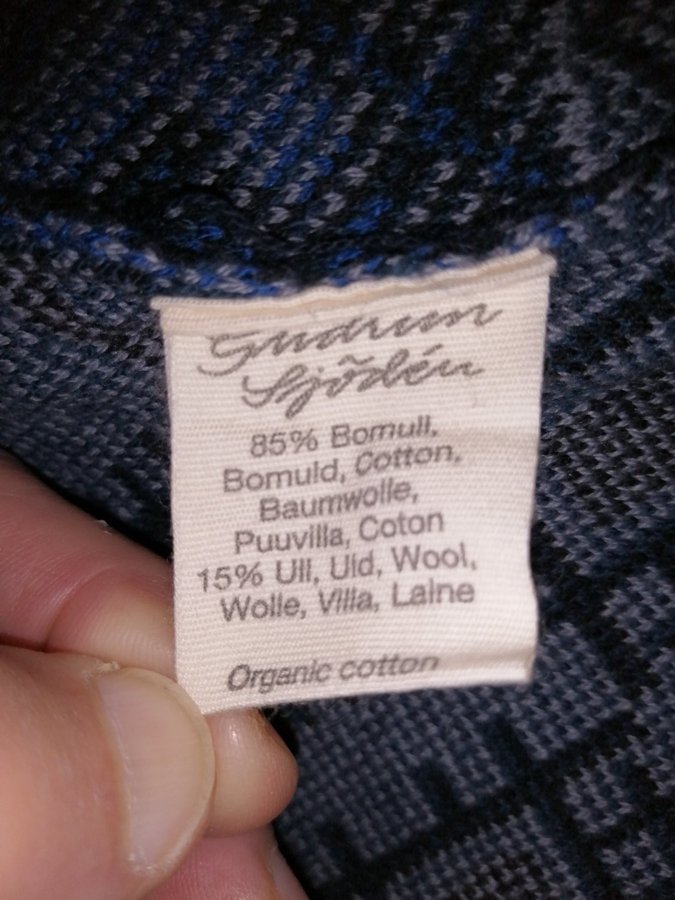 Gudrun
Sjödén
85% Bomull,
Bomuld, Cotton,
Baumwolle,
Puuvilla, Coton
15% Ull, Uld, Wool,
Wolle, Villa, Laine
Organic cotton